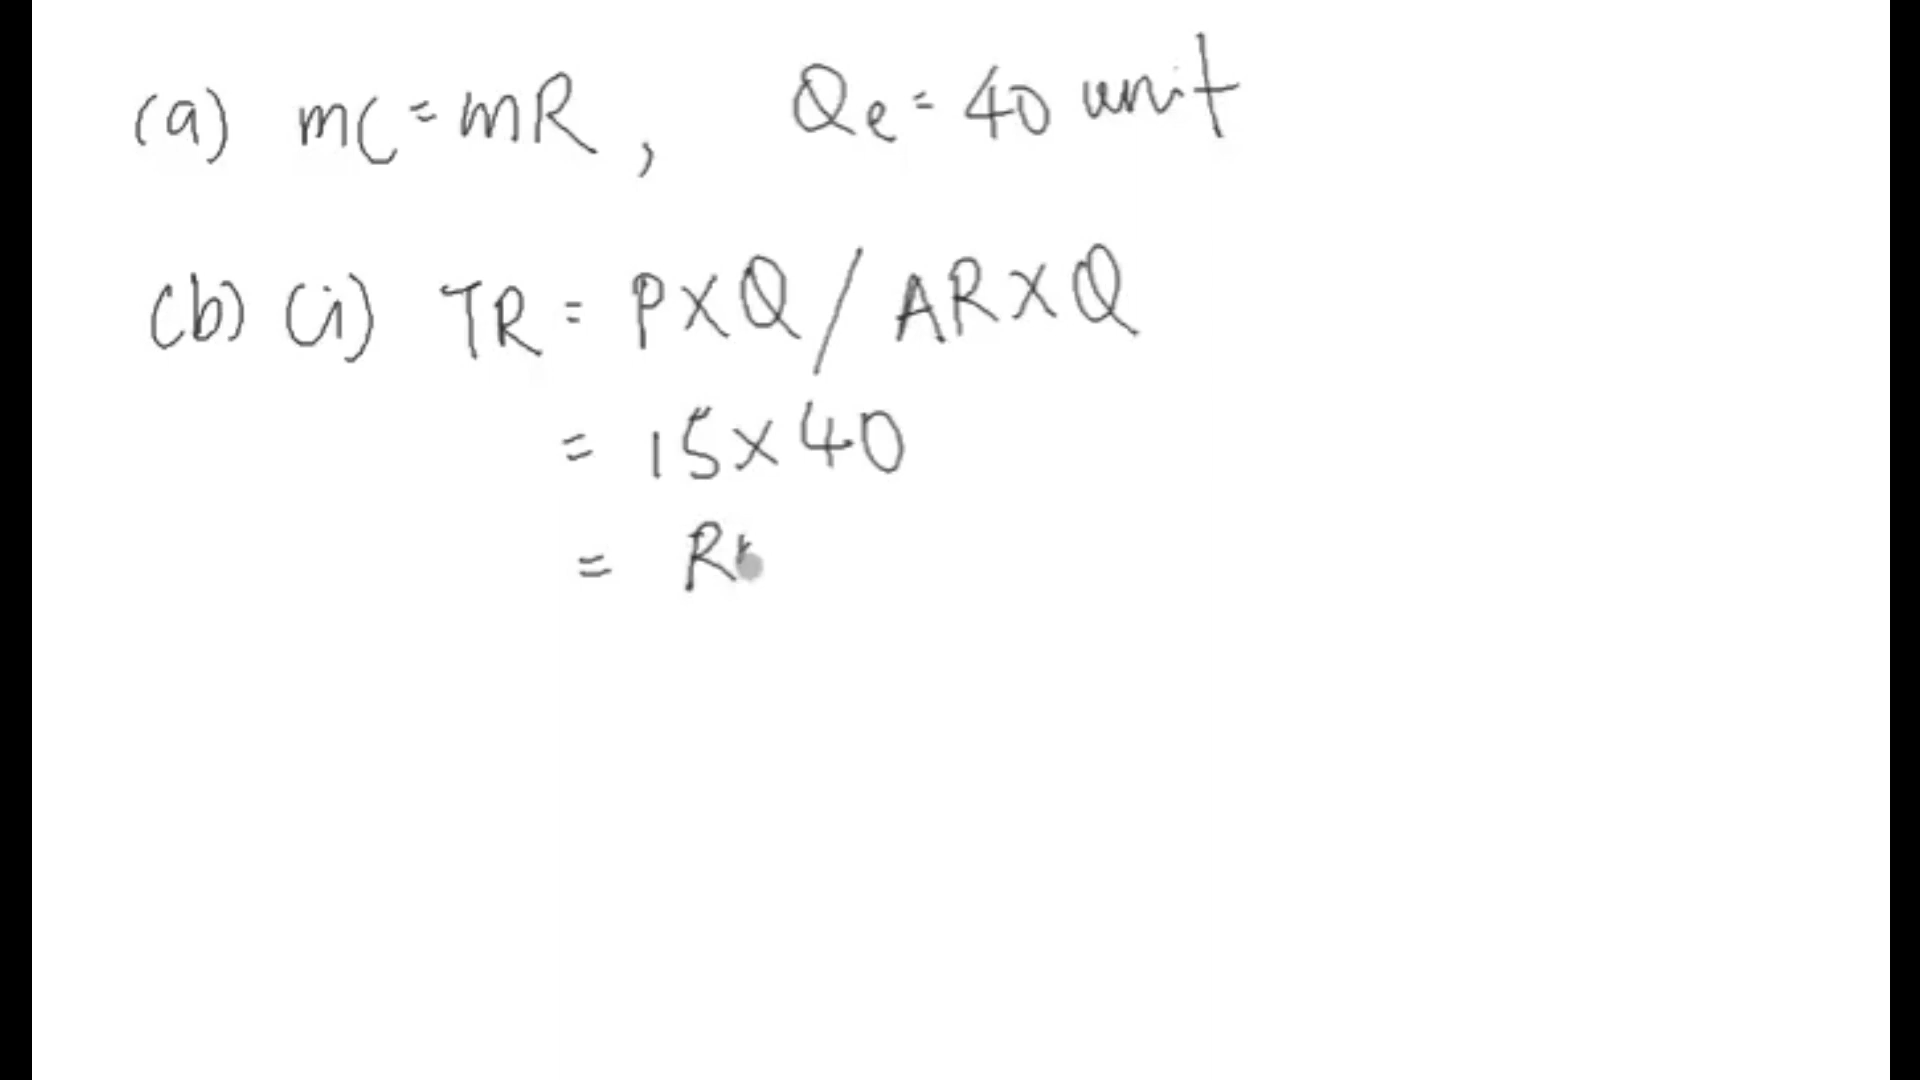 (a) mC = mR, Qe = 40 unit
(b) (i) TR = P X Q / AR X Q
= 15 x 40
= R